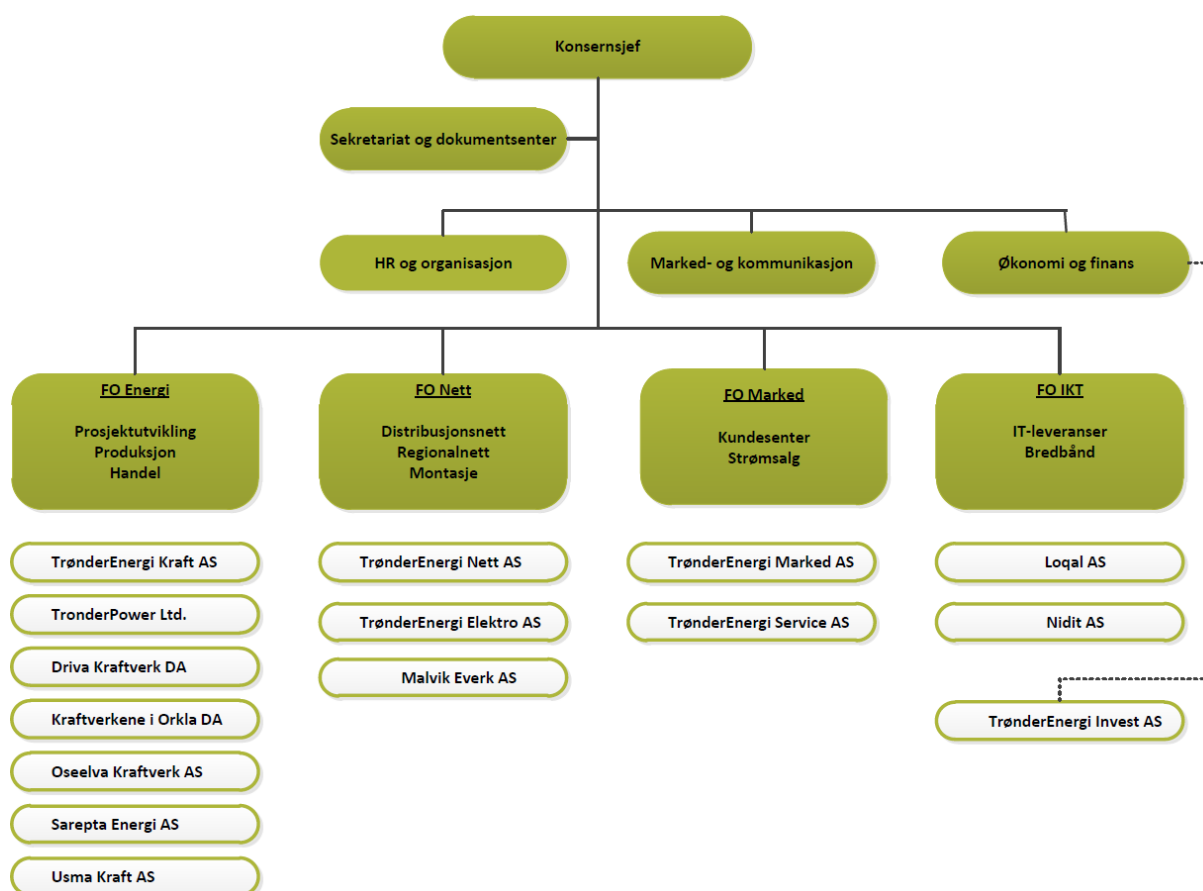 Konsernsjef
Sekretariat og dokumentsenter
HR og organisasjon
Marked- og kommunikasjon
Økonomi og finans
FO Energi
Prosjektutvikling
Produksjon
Handel
FO Nett
Distribusjonsnett
Regionalnett
Montasje
FO Marked
Kundesenter
Strømsalg
FO IKT
IT-leveranser
Bredbånd
TrønderEnergi Kraft AS
TronderPower Ltd.
Driva Kraftverk DA
Kraftverkene i Orkla DA
Oseelva Kraftverk AS
Sarepta Energi AS
Usma Kraft AS
TrønderEnergi Nett AS
TrønderEnergi Elektro AS
Malvik Everk AS
TrønderEnergi Marked AS
TrønderEnergi Service AS
Loqal AS
Nidit AS
TrønderEnergi Invest AS